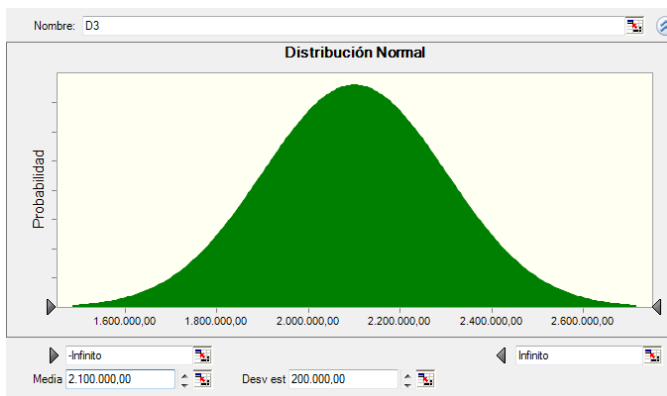 Nombre: D3
Distribución Normal
Probabilidad
1.600.000,00 1.800.000,00 2.000.000,00 2.200.000,00 2.400.000,00 2.600.000,00
-Infinito Infinito
Media 2.100.000,00 Desv est 200.000,00